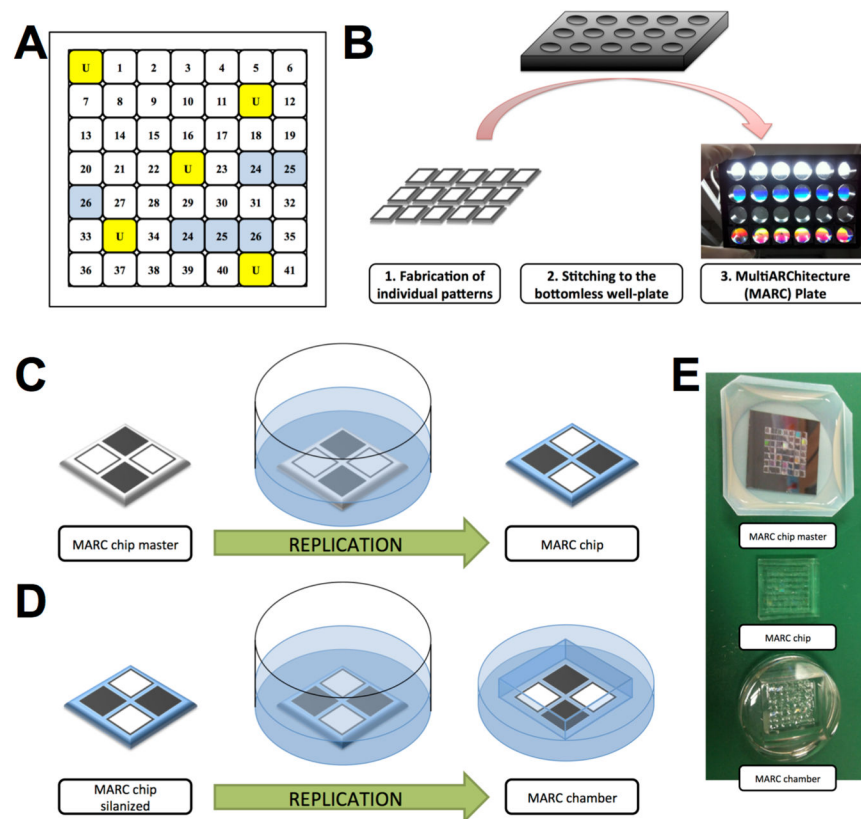 A
U 1 2 3 4 5 6
7 8 9 10 11 U 12
13 14 15 16 17 18 19
20 21 22 U 23 24 25
26 27 28 29 30 31 32
33 U 34 24 25 26 35
36 37 38 39 40 U 41
B
1. Fabrication of
individual patterns
2. Stitching to the
bottomless well-plate
3. MultiARChitecture
(MARC) Plate
C
MARC chip master
REPLICATION
MARC chip
D
MARC chip
silanized
REPLICATION
MARC chamber
E
MARC chip master
MARC chip
MARC chamber